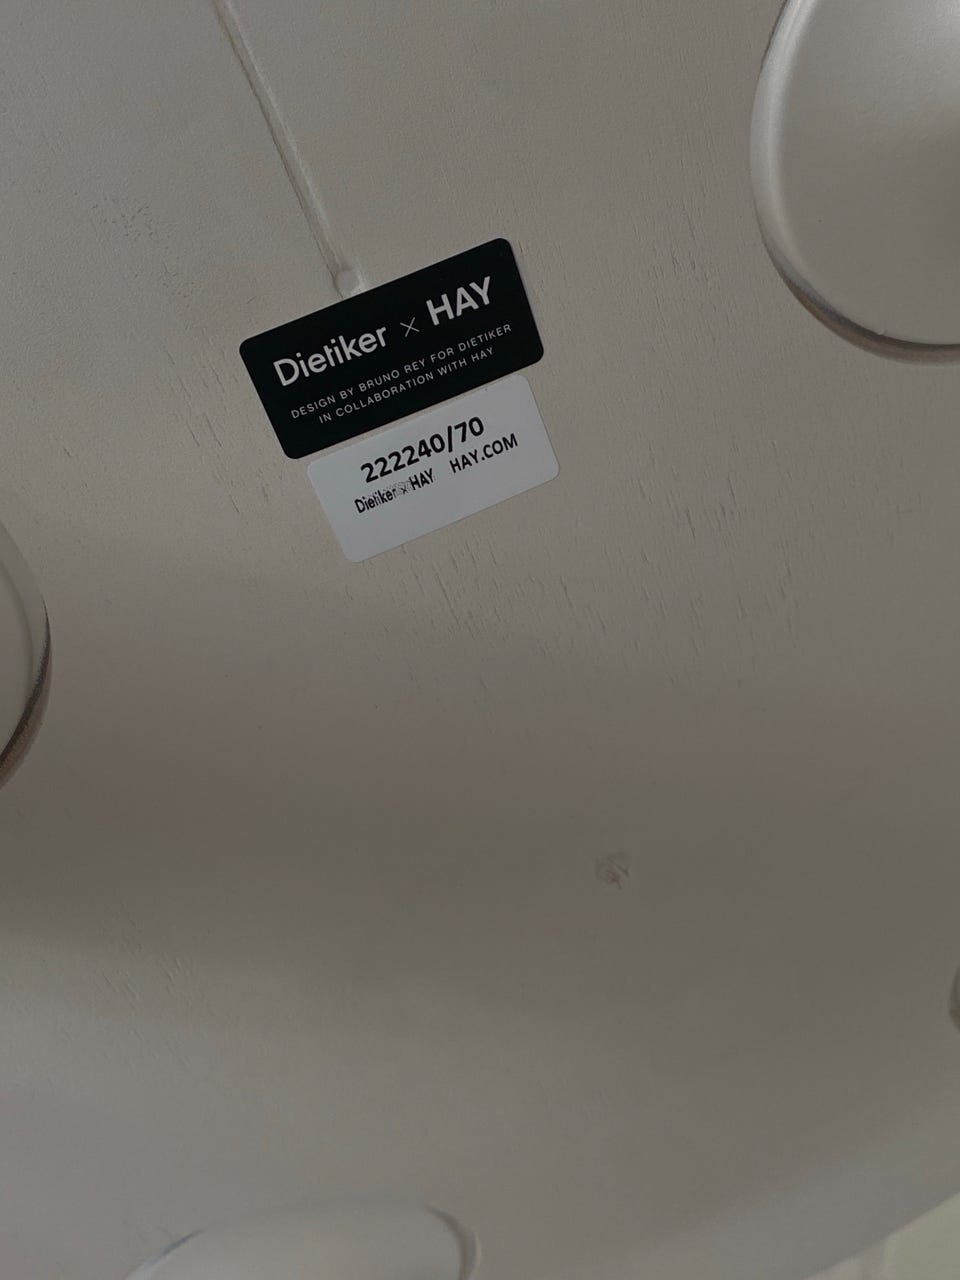 Dietiker × HAY
DESIGN BY BRUNO REY FOR DIETIKER
IN COLLABORATION WITH HAY
222240/70
Dietiker × HAY HAY.COM